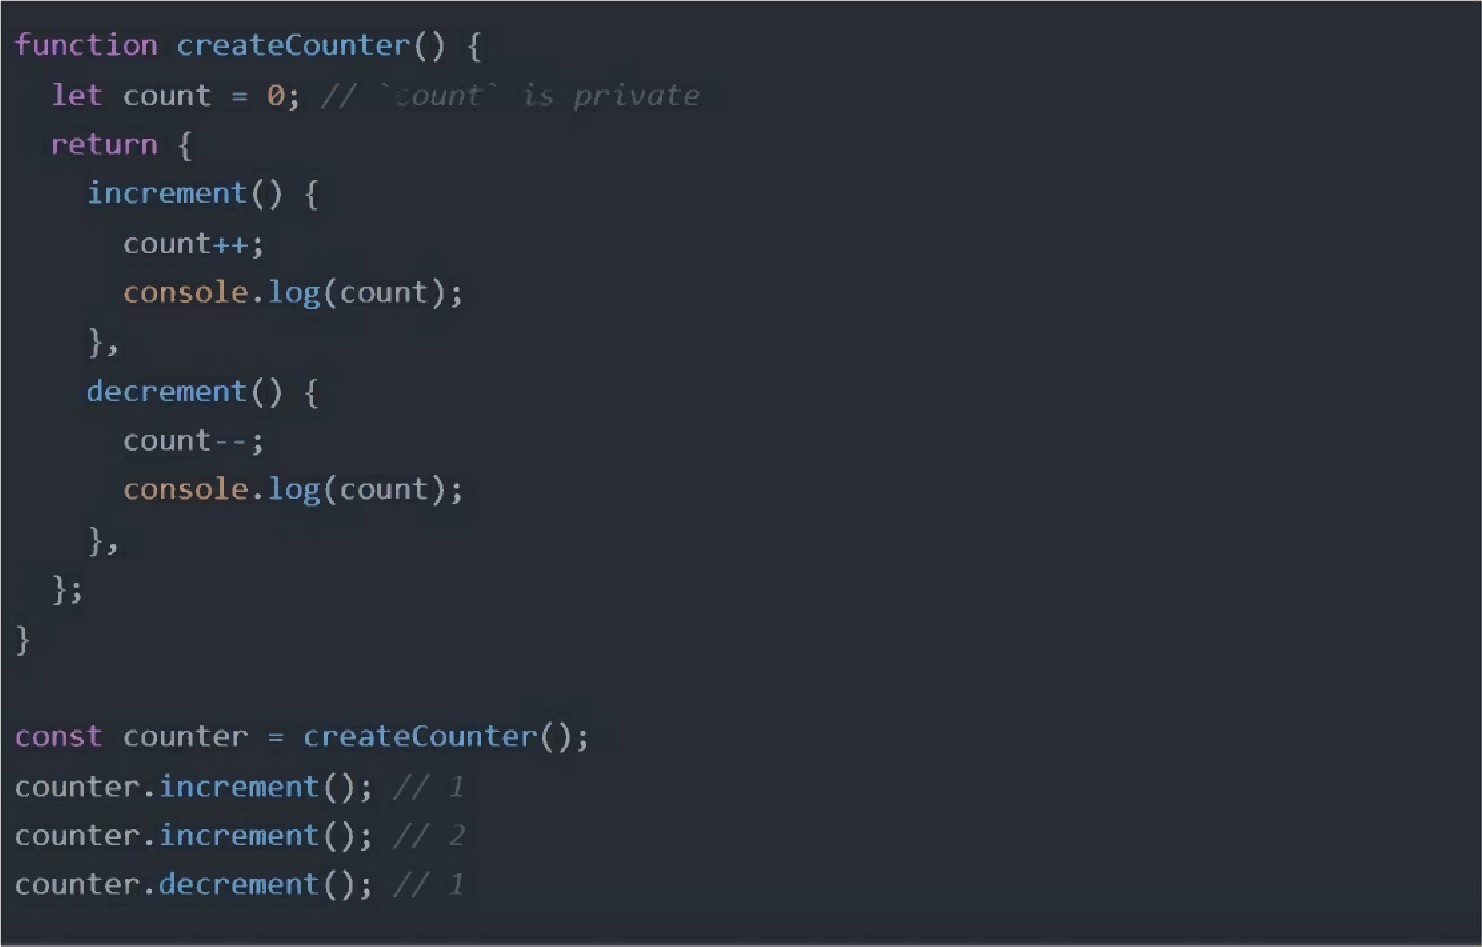 function createCounter() {
  let count = 0; // `count` is private
  return {
    increment() {
      count++;
      console.log(count);
    },
    decrement() {
      count--;
      console.log(count);
    },
  };
}

const counter = createCounter();
counter.increment(); // 1
counter.increment(); // 2
counter.decrement(); // 1